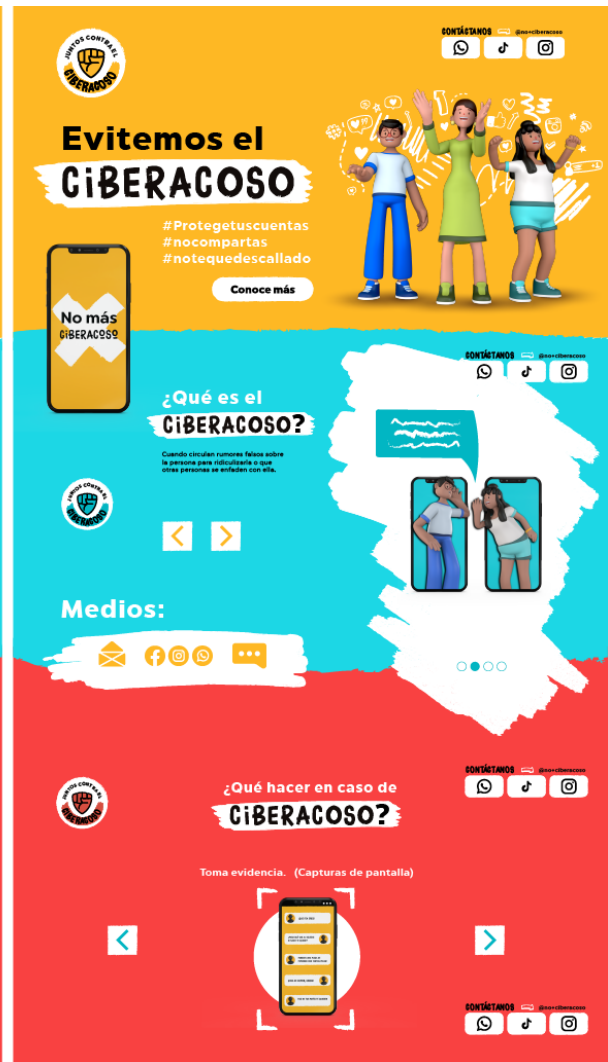 JUNTOS CONTRA EL
CIBERACOSO
CONTÁCTANOS @no+ciberacoso
Evitemos el
CiBERACOSO
#Protegetuscuentas
#nocompartas
#notequedescallado
Conoce más
No más
CiBERACOSO
CONTÁCTANOS @no+ciberacoso
¿Qué es el
CiBERACOSO?
Cuando circulan rumores falsos sobre
la persona para ridiculizarla o que
otras personas se enfaden con ella.
JUNTOS CONTRA EL
CIBERACOSO
Medios:
CONTÁCTANOS @no+ciberacoso
JUNTOS CONTRA EL
CIBERACOSO
¿Qué hacer en caso de
CiBERACOSO?
Toma evidencia. (Capturas de pantalla)
CONTÁCTANOS @no+ciberacoso